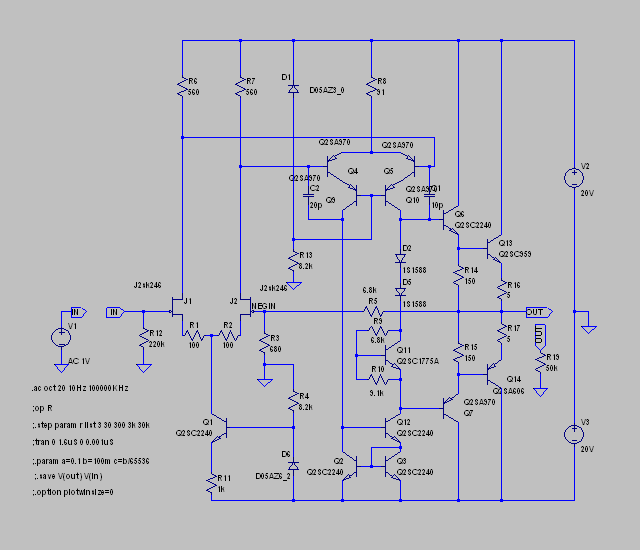 R6
560
R7
560
D1
D05AZ3_0
R8
91
Q2SA970
Q2SA970
Q2SA970
Q4
Q5
C2
20p
Q9
Q10
10p
Q6
Q2SC2240
Q13
Q2SC959
V2
20V
R13
8.2k
D2
1S1588
D5
1S1588
R14
150
R16
5
J2sk246
J1
J2sk246
J2
NEGIN
6.8k
R5
IN
IN
V1
AC 1V
R12
220k
R1
100
R2
100
R3
680
R9
6.8k
Q11
Q2SC1775A
R10
9.1k
R15
150
R17
5
OUT
OUT
R19
50k
Q14
Q2SA606
Q2SA970
Q7
R4
8.2k
Q1
Q2SC2240
Q12
Q2SC2240
Q2
Q2SC2240
Q3
Q2SC2240
D6
D05AZ6_2
R11
1k
V3
20V
.ac oct 20 10Hz 100000KHz
;op R
;.step param r list 3 30 300 3k 30k
;tran 0 1.6uS 0 0.001uS
;.param a=0.1 b=100m c=b/65536
;.save V(out) V(in)
;.option plotwinsize=0